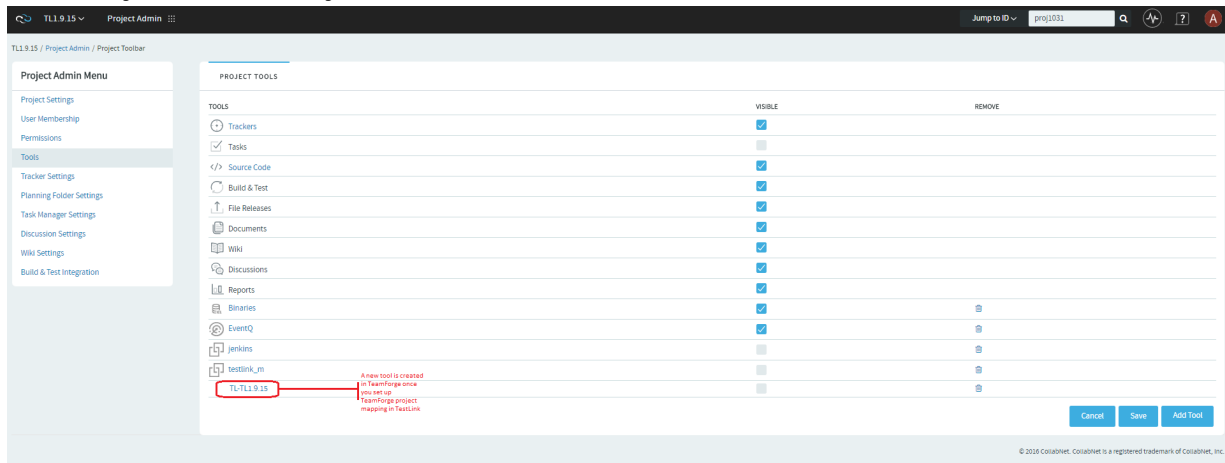 TL1.9.15
Project Admin
Jump to ID
proj1031
?
A
TL1.9.15 / Project Admin / Project Toolbar
Project Admin Menu
Project Settings
User Membership
Permissions
Tools
Tracker Settings
Planning Folder Settings
Task Manager Settings
Discussion Settings
Wiki Settings
Build & Test Integration
PROJECT TOOLS
TOOLS VISIBLE REMOVE
Trackers
Tasks
Source Code
Build & Test
File Releases
Documents
Wiki
Discussions
Reports
Binaries
EventQ
jenkins
testlink_m
TL-TL1.9.15
A new tool is created
in TeamForge once
you set up
TeamForge project
mapping in TestLink
Cancel Save Add Tool
© 2016 CollabNet. CollabNet is a registered trademark of CollabNet, Inc.